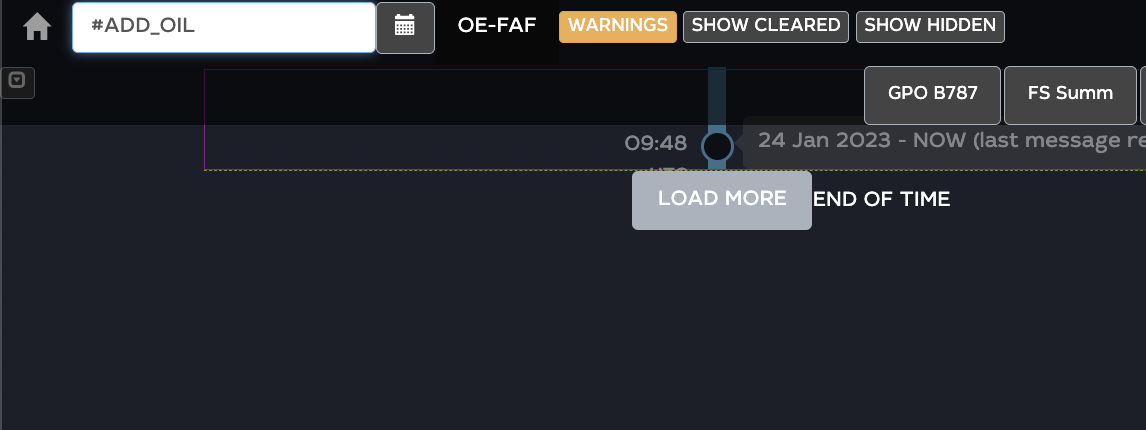 #ADD_OIL OE-FAF WARNINGS SHOW CLEARED SHOW HIDDEN
GPO B787 FS Summ
09:48 24 Jan 2023 - NOW (last message re
LOAD MORE END OF TIME